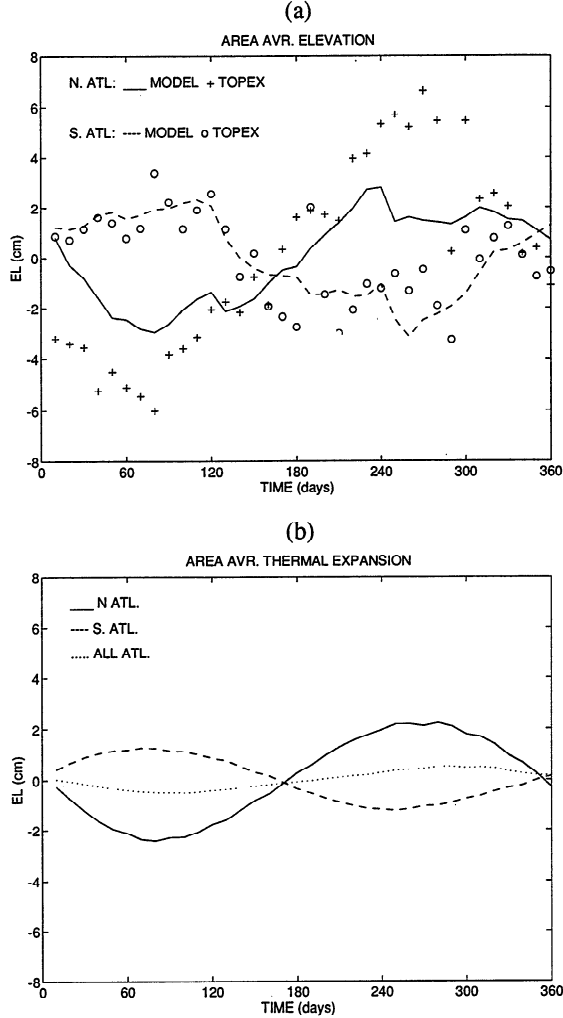 (a)
AREA AVR. ELEVATION
8
6
4
2
0
-2
-4
-6
-8
EL (cm)
N. ATL: ___ MODEL + TOPEX
S. ATL: ---- MODEL o TOPEX
0 60 120 180 240 300 360
TIME (days)
(b)
AREA AVR. THERMAL EXPANSION
8
6
4
2
0
-2
-4
-6
-8
EL (cm)
___ N ATL.
---- S. ATL.
...... ALL ATL.
0 60 120 180 240 300 360
TIME (days)